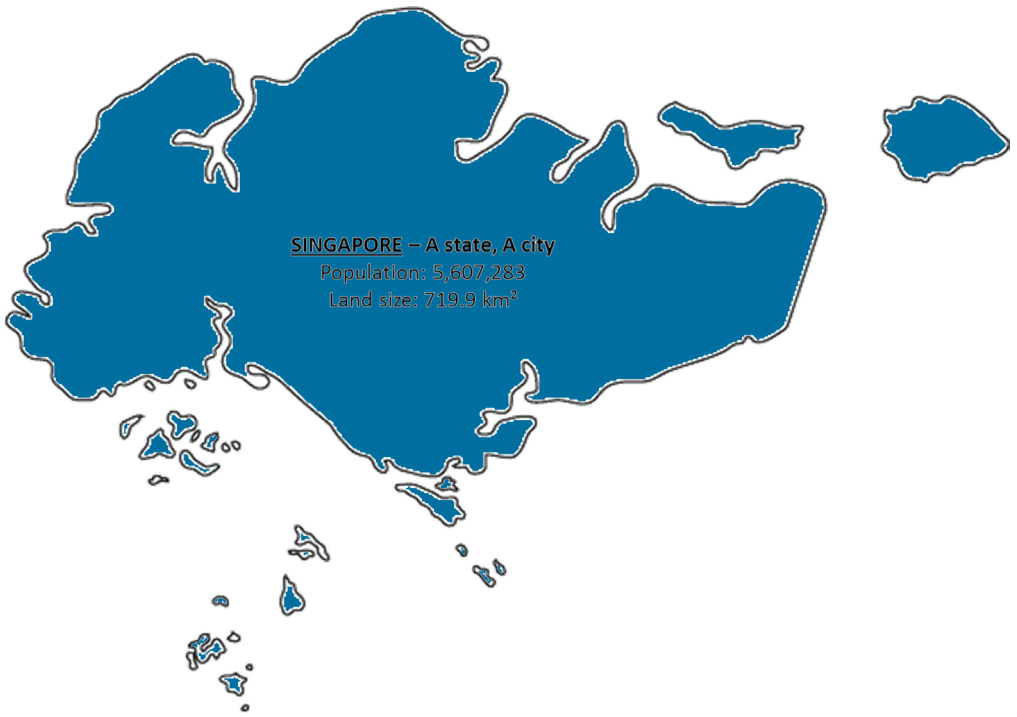 SINGAPORE – A state, A city
Population: 5,607,283
Land size: 719.9 km²